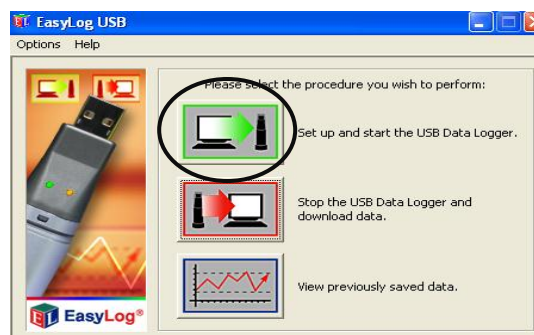 EasyLog USB
Options Help
Please select the procedure you wish to perform:
Set up and start the USB Data Logger.
Stop the USB Data Logger and
download data.
View previously saved data.
EL EasyLog®